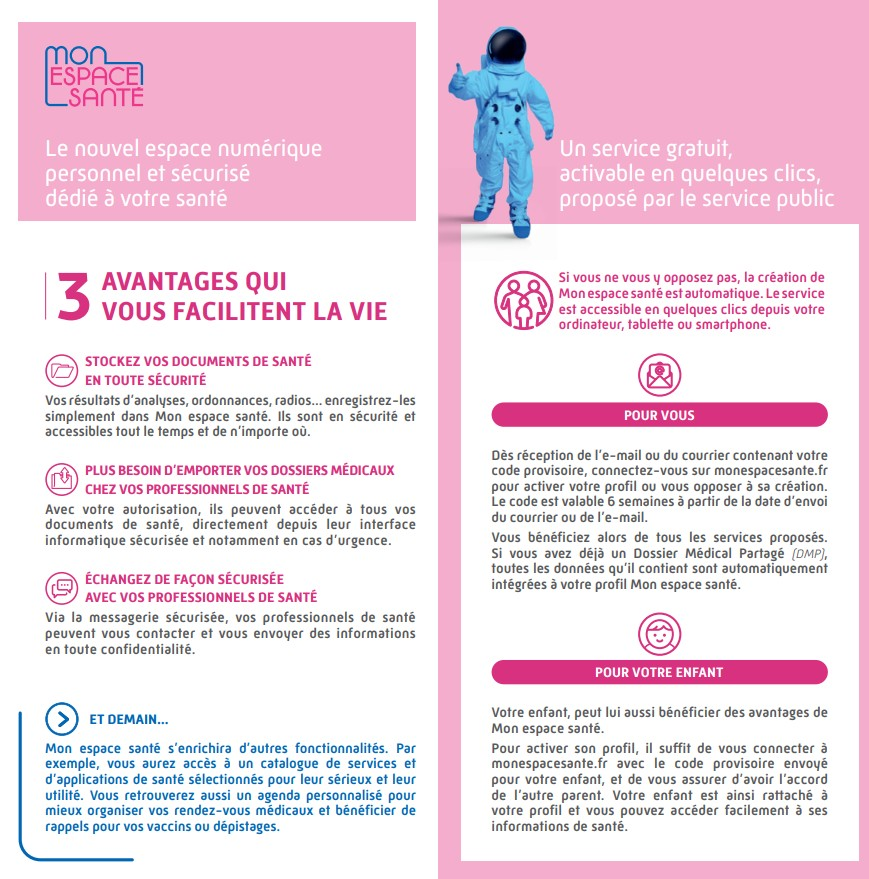 mon
ESPACE
SANTÉ
Le nouvel espace numérique
personnel et sécurisé
dédié à votre santé
3 AVANTAGES QUI
VOUS FACILITENT LA VIE
STOCKEZ VOS DOCUMENTS DE SANTÉ
EN TOUTE SÉCURITÉ
Vos résultats d'analyses, ordonnances, radios... enregistrez-les
simplement dans Mon espace santé. Ils sont en sécurité et
accessibles tout le temps et de n'importe où.
PLUS BESOIN D'EMPORTER VOS DOSSIERS MÉDICAUX
CHEZ VOS PROFESSIONNELS DE SANTÉ
Avec votre autorisation, ils peuvent accéder à tous vos
documents de santé, directement depuis leur interface
informatique sécurisée et notamment en cas d'urgence.
ÉCHANGEZ DE FAÇON SÉCURISÉE
AVEC VOS PROFESSIONNELS DE SANTÉ
Via la messagerie sécurisée, vos professionnels de santé
peuvent vous contacter et vous envoyer des informations
en toute confidentialité.
ET DEMAIN...
Mon espace santé s'enrichira d'autres fonctionnalités. Par
exemple, vous aurez accès à un catalogue de services et
d'applications de santé sélectionnés pour leur sérieux et leur
utilité. Vous retrouverez aussi un agenda personnalisé pour
mieux organiser vos rendez-vous médicaux et bénéficier de
rappels pour vos vaccins ou dépistages.
Un service gratuit,
activable en quelques clics,
proposé par le service public
Si vous ne vous y opposez pas, la création de
Mon espace santé est automatique. Le service
est accessible en quelques clics depuis votre
ordinateur, tablette ou smartphone.
POUR VOUS
Dès réception de l'e-mail ou du courrier contenant votre
code provisoire, connectez-vous sur monespacesante.fr
pour activer votre profil ou vous opposer à sa création.
Le code est valable 6 semaines à partir de la date d'envoi
du courrier ou de l'e-mail.
Vous bénéficiez alors de tous les services proposés.
Si vous avez déjà un Dossier Médical Partagé (DMP),
toutes les données qu'il contient sont automatiquement
intégrées à votre profil Mon espace santé.
POUR VOTRE ENFANT
Votre enfant, peut lui aussi bénéficier des avantages de
Mon espace santé.
Pour activer son profil, il suffit de vous connecter à
monespacesante.fr avec le code provisoire envoyé
pour votre enfant, et de vous assurer d'avoir l'accord
de l'autre parent. Votre enfant est ainsi rattaché à
votre profil et vous pouvez accéder facilement à ses
informations de santé.